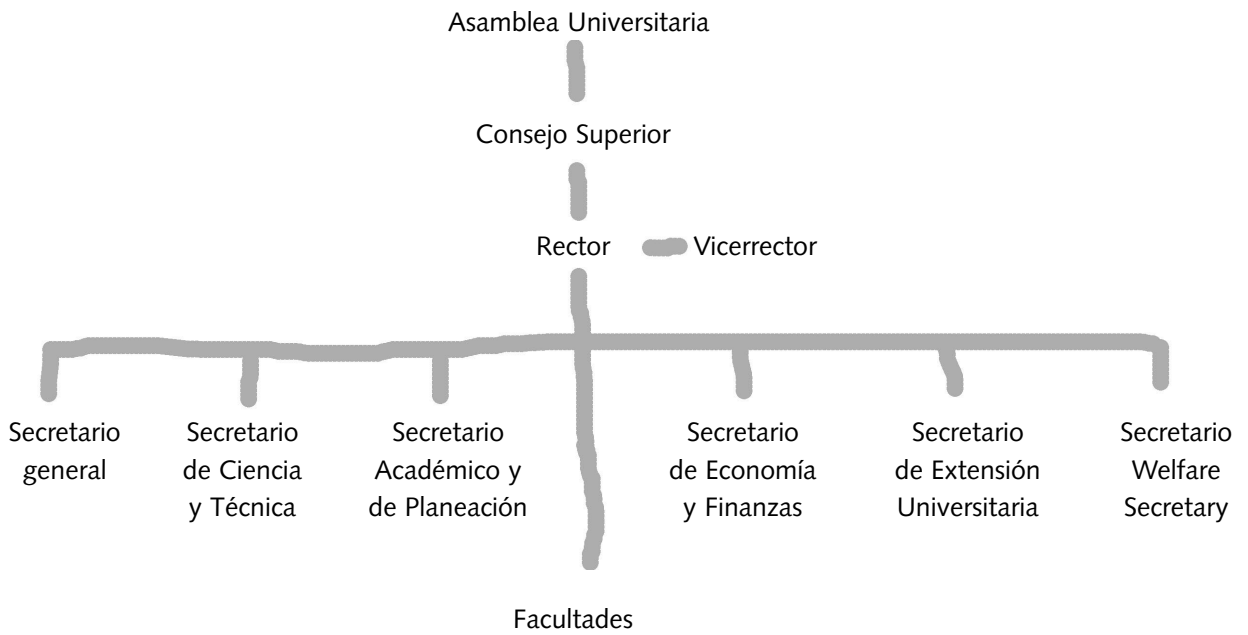 Asamblea Universitaria
Consejo Superior
Rector
Vicerrector
Secretario
general
Secretario
de Ciencia
y Técnica
Secretario
Académico y
de Planeación
Secretario
de Economía
y Finanzas
Secretario
de Extensión
Universitaria
Secretario
Welfare
Secretary
Facultades